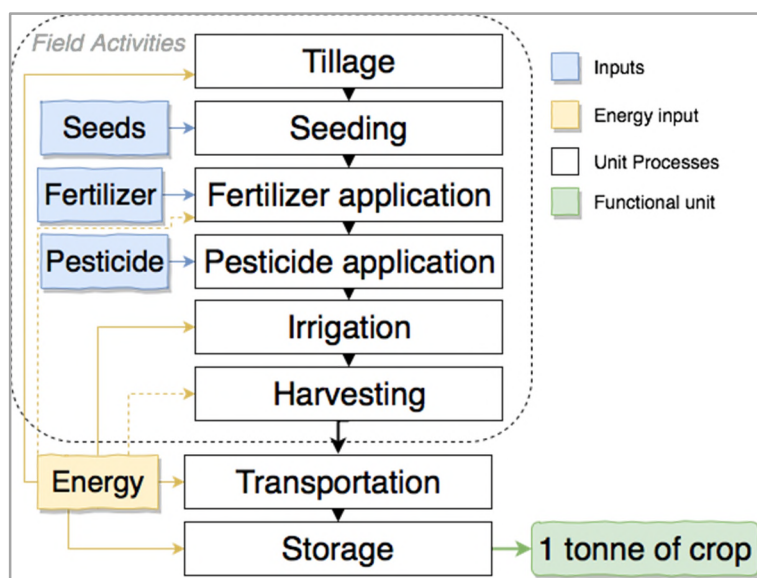 Field Activities
Tillage
Seeds
Seeding
Fertilizer
Fertilizer application
Pesticide
Pesticide application
Irrigation
Harvesting
Energy
Transportation
Storage
1 tonne of crop
Inputs
Energy input
Unit Processes
Functional unit